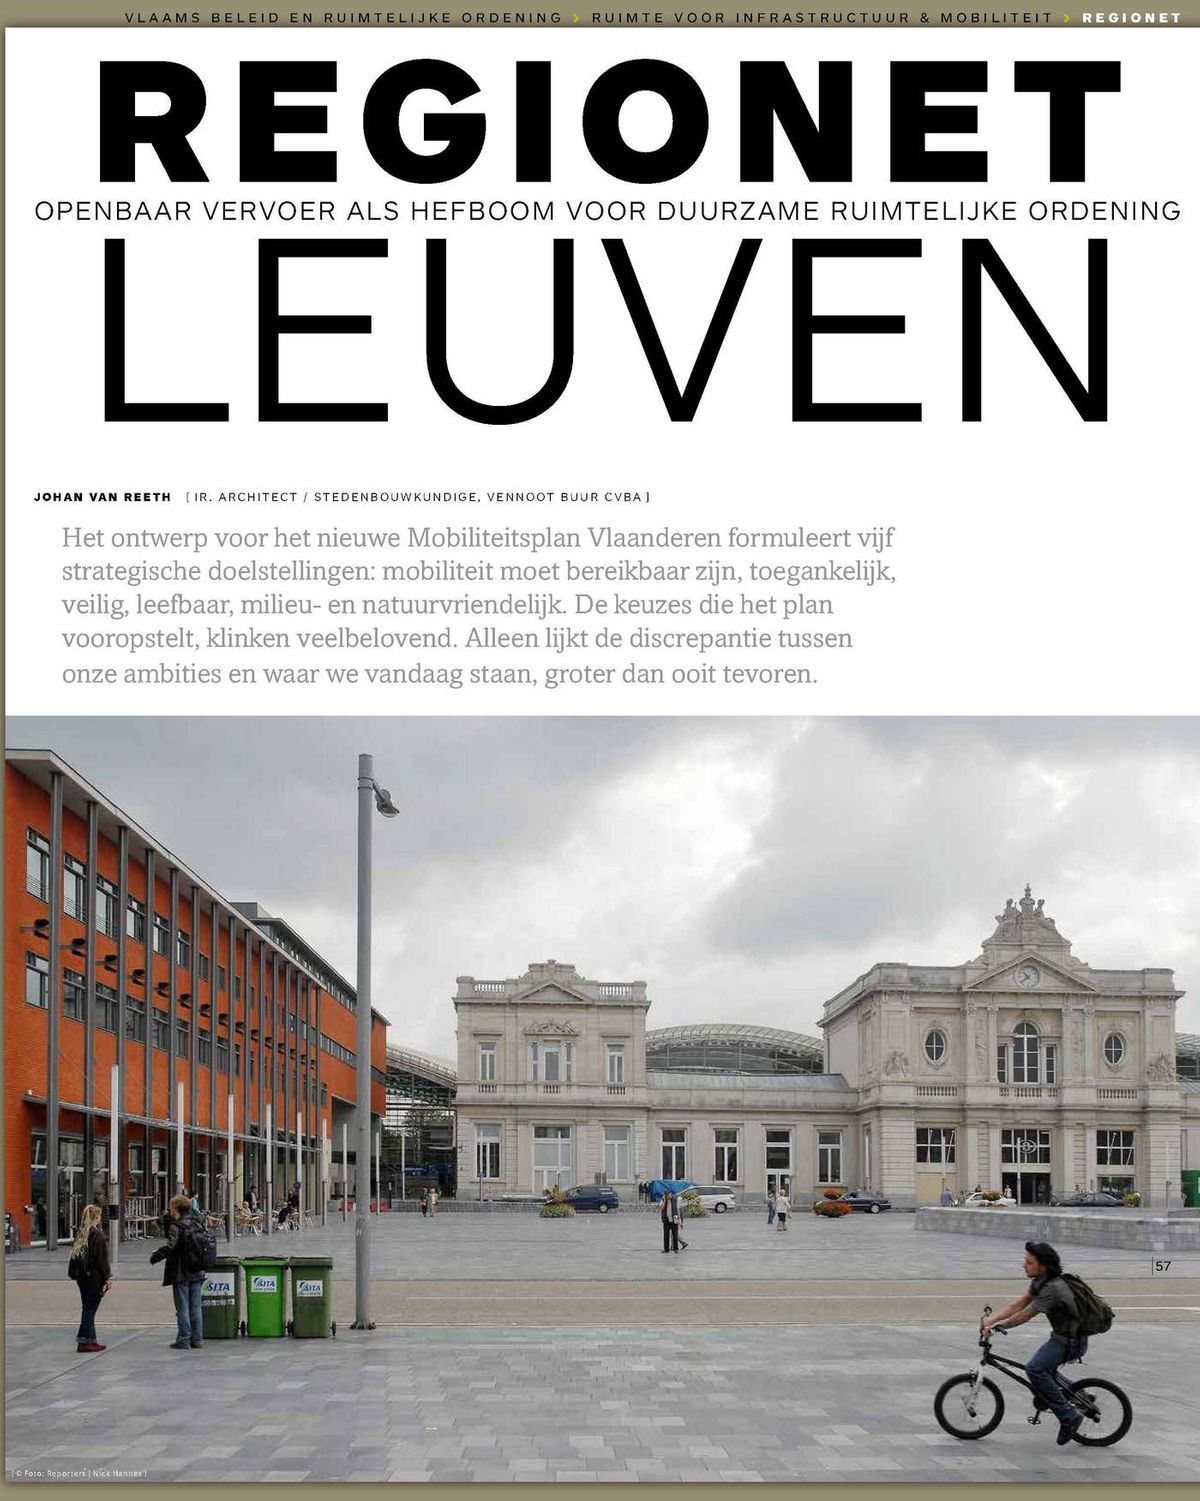 VLAAMS BELEID EN RUIMTELIJKE ORDENING > RUIMTE VOOR INFRASTRUCTUUR & MOBILITEIT > REGIONET
REGIONET
OPENBAAR VERVOER ALS HEFBOOM VOOR DUURZAME RUIMTELIJKE ORDENING
LEUVEN
JOHAN VAN REETH [ IR. ARCHITECT / STEDENBOUWKUNDIGE, VENNOOT BUUR CVBA ]
Het ontwerp voor het nieuwe Mobiliteitsplan Vlaanderen formuleert vijf
strategische doelstellingen: mobiliteit moet bereikbaar zijn, toegankelijk,
veilig, leefbaar, milieu- en natuurvriendelijk. De keuzes die het plan
vooropstelt, klinken veelbelovend. Alleen lijkt de discrepantie tussen
onze ambities en waar we vandaag staan, groter dan ooit tevoren.
57
SITA
SITA
SITA
[ © Foto: Reporters | Nick Hannes ]